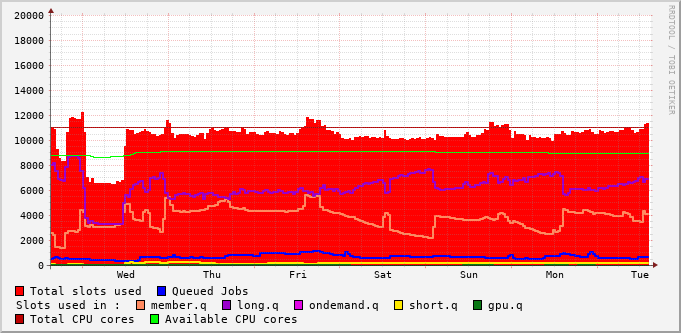 RRDTOOL / TOBI OETIKER
20000
18000
16000
14000
12000
10000
8000
6000
4000
2000
0
Wed Thu Fri Sat Sun Mon Tue
Total slots used Queued Jobs
Slots used in : member.q long.q ondemand.q short.q gpu.q
Total CPU cores Available CPU cores